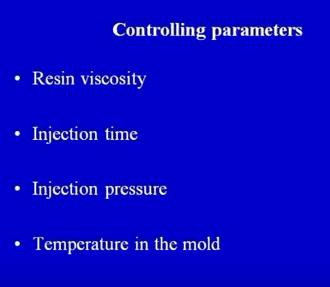 Controlling parameters
• Resin viscosity
• Injection time
• Injection pressure
• Temperature in the mold